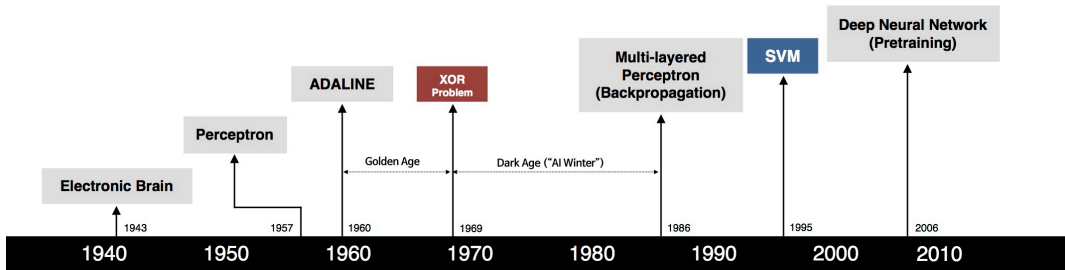 Deep Neural Network
(Pretraining)
Multi-layered
Perceptron
(Backpropagation)
SVM
ADALINE
XOR
Problem
Perceptron
Golden Age
Dark Age ("AI Winter")
Electronic Brain
1943
1957
1960
1969
1986
1995
2006
1940
1950
1960
1970
1980
1990
2000
2010